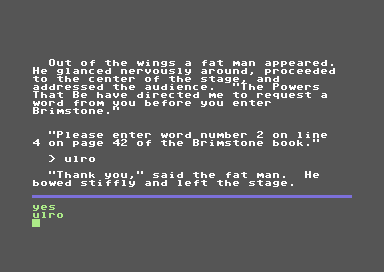 Out of the wings a fat man appeared.
He glanced nervously around, proceeded
to the center of the stage, and
addressed the audience.  "The Powers
That Be have directed me to request a
word from you before you enter
Brimstone."
"Please enter word number 2 on line
4 on page 42 of the Brimstone book."
> ulro
"Thank you," said the fat man.  He
bowed stiffly and left the stage.
yes
ulro